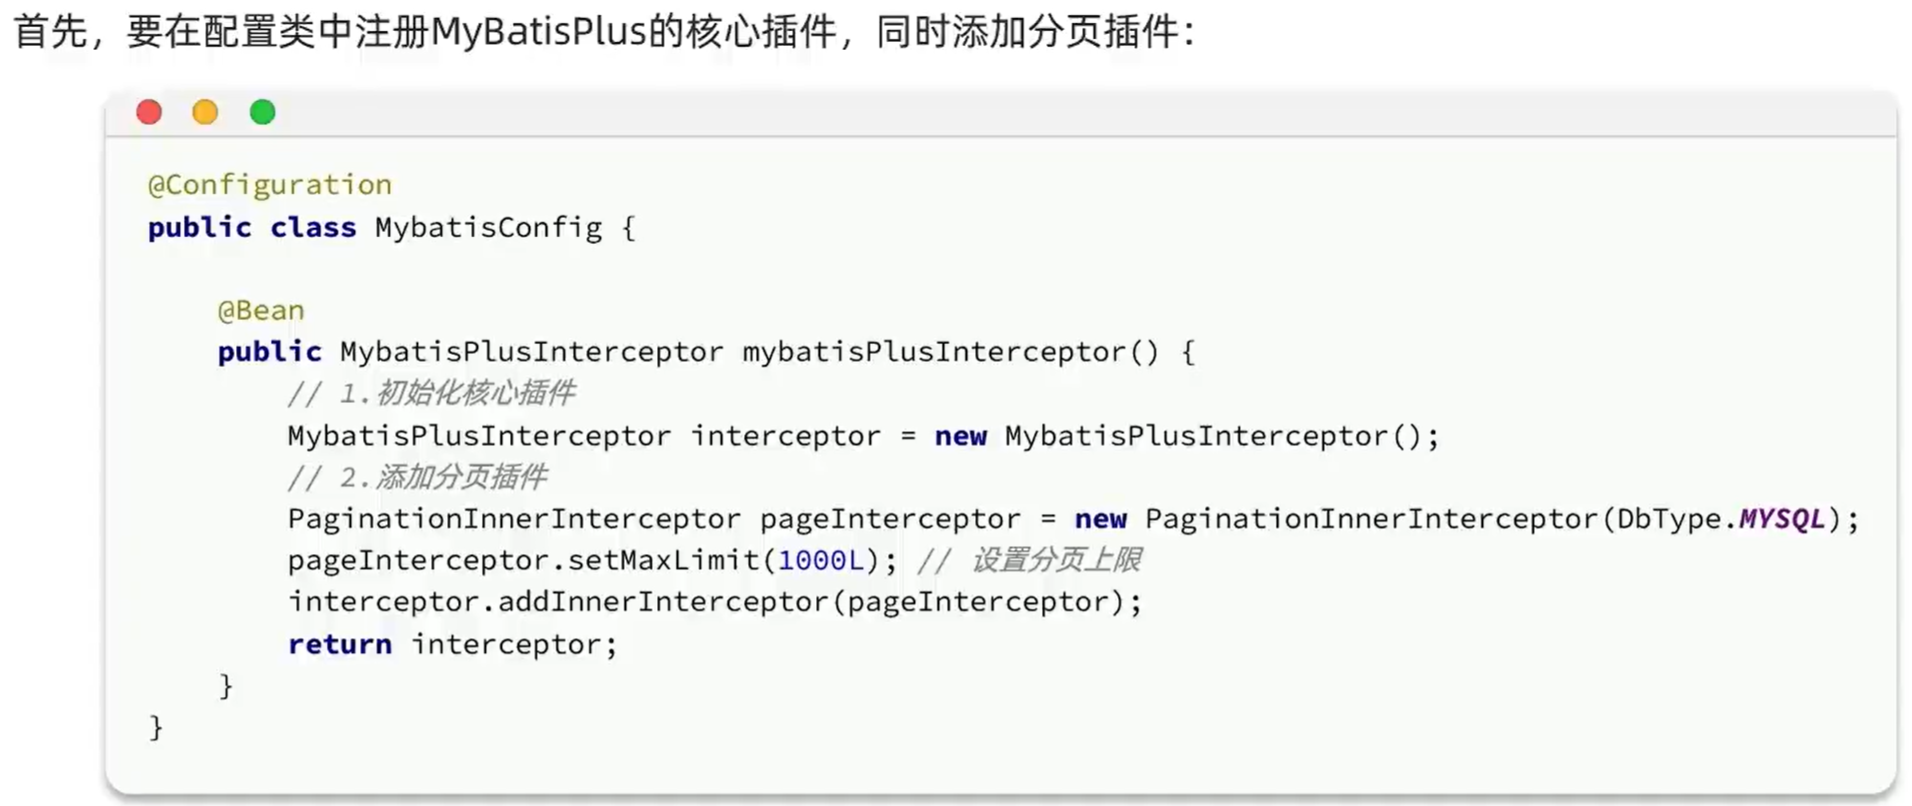 首先，要在配置类中注册MyBatisPlus的核心插件，同时添加分页插件：
@Configuration
public class MybatisConfig {
@Bean
public MybatisPlusInterceptor mybatisPlusInterceptor() {
// 1.初始化核心插件
MybatisPlusInterceptor interceptor = new MybatisPlusInterceptor();
// 2.添加分页插件
PaginationInnerInterceptor pageInterceptor = new PaginationInnerInterceptor(DbType.MYSQL);
pageInterceptor.setMaxLimit(1000L); // 设置分页上限
interceptor.addInnerInterceptor(pageInterceptor);
return interceptor;
}
}